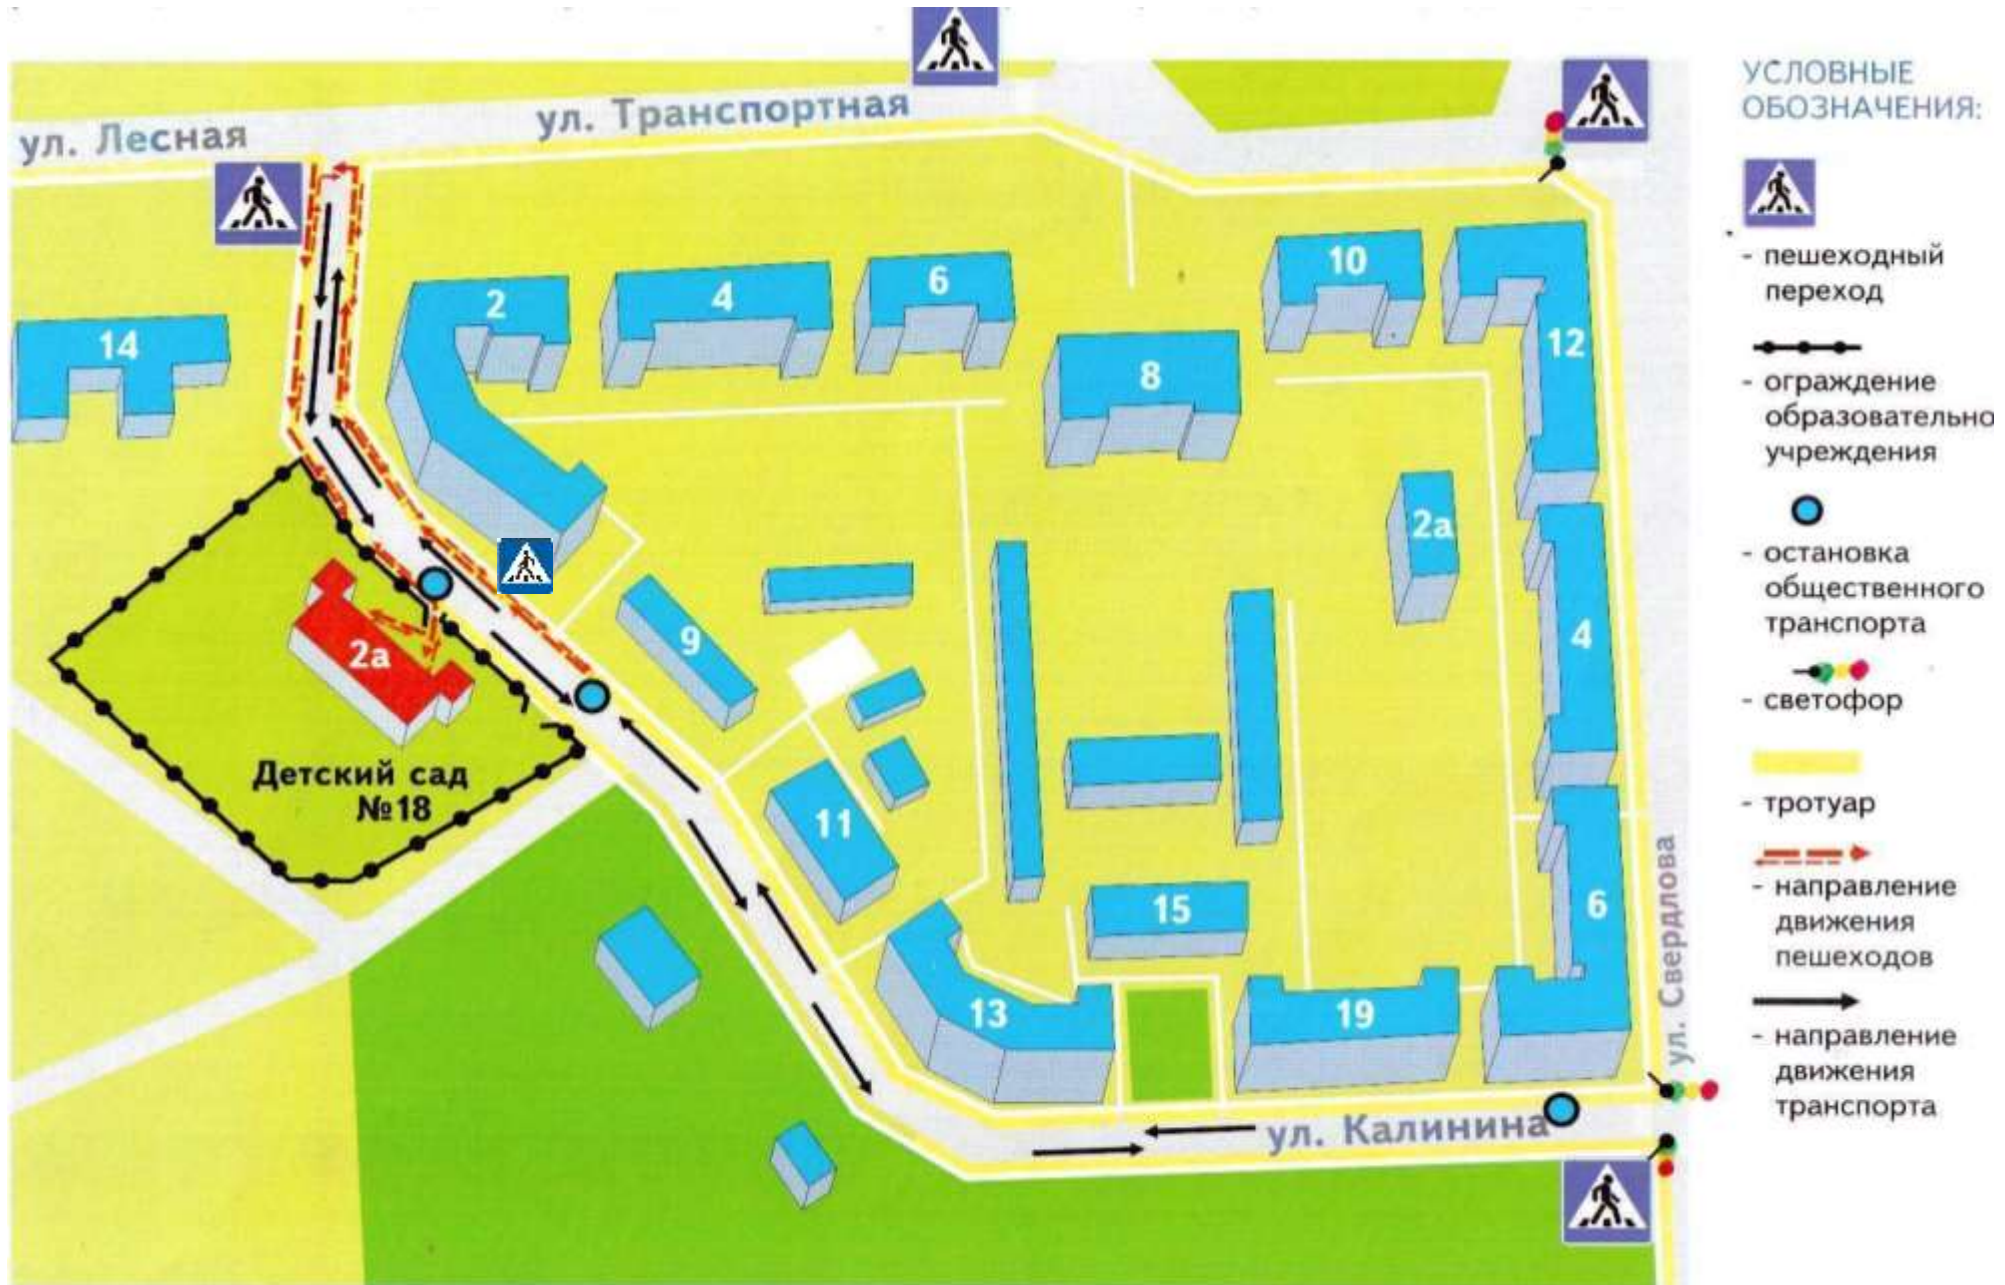 ул. Лесная
ул. Транспортная
14
2
4
6
8
10
12
2а
4
6
9
11
13
15
19
2а
Детский сад
№18
ул. Калинина
ул. Свердлова
УСЛОВНЫЕ
ОБОЗНАЧЕНИЯ:
- пешеходный
переход
- ограждение
образовательно
учреждения
- остановка
общественного
транспорта
- светофор
- тротуар
- направление
движения
пешеходов
- направление
движения
транспорта